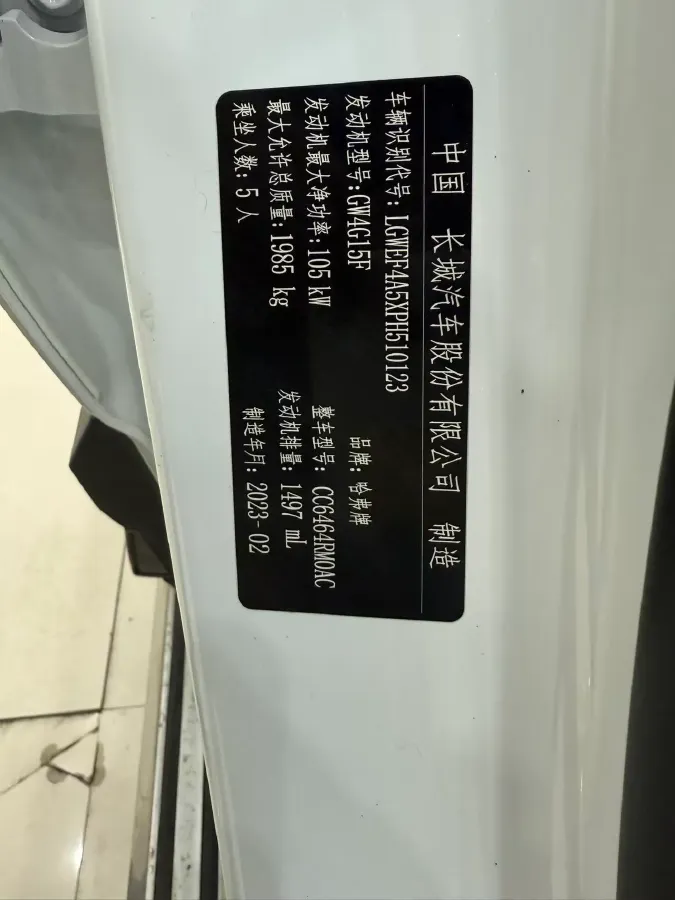 中国 长城汽车股份有限公司 制造
车辆识别代号: LGWEF4A5XPH510123
发动机型号:GW4G15F 品牌: 哈弗牌
发动机最大净功率:105 kW 整车型号: CC6464RM0AC
最大允许总质量:1985 kg 发动机排量: 1497 mL
乘坐人数: 5 人 制造年月: 2023-02